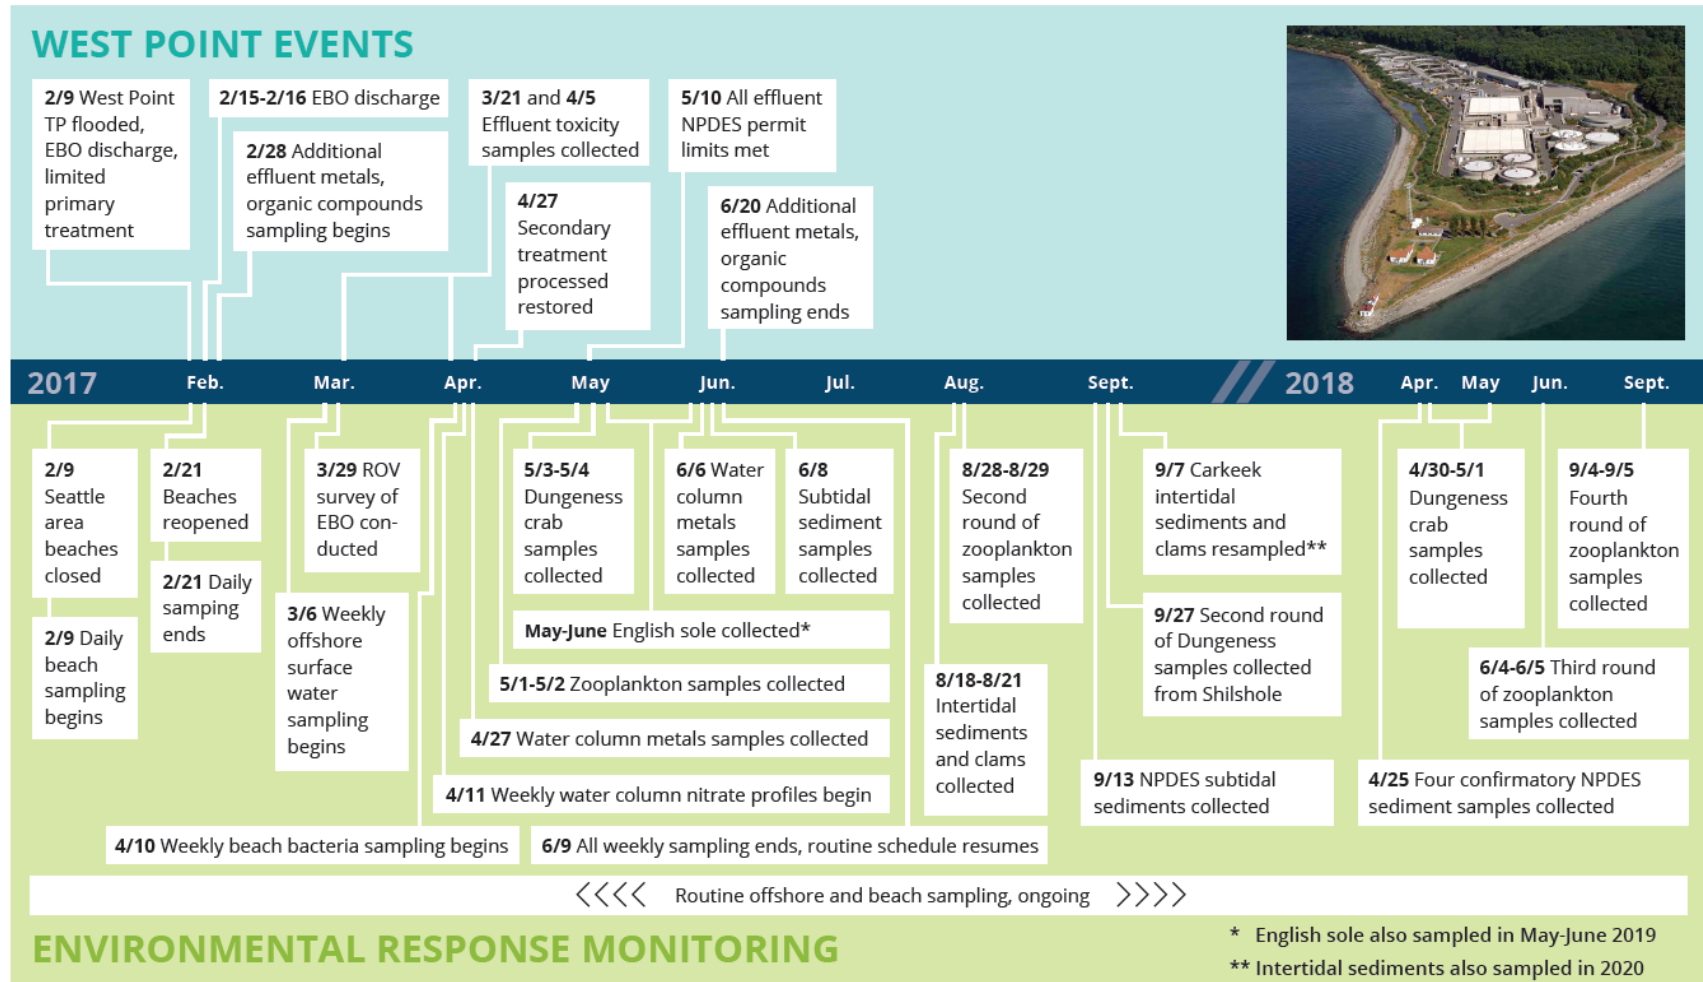 WEST POINT EVENTS
2/9 West Point
TP flooded,
EBO discharge,
limited
primary
treatment
2/15-2/16 EBO discharge
2/28 Additional
effluent metals,
organic compounds
sampling begins
3/21 and 4/5
Effluent toxicity
samples collected
4/27
Secondary
treatment
processed
restored
5/10 All effluent
NPDES permit
limits met
6/20 Additional
effluent metals,
organic
compounds
sampling ends
2017 Feb. Mar. Apr. May Jun. Jul. Aug. Sept. // 2018 Apr. May Jun. Sept.
2/9
Seattle
area
beaches
closed
2/9 Daily
beach
sampling
begins
2/21
Beaches
reopened
2/21 Daily
samping
ends
3/29 ROV
survey of
EBO con-
ducted
3/6 Weekly
offshore
surface
water
sampling
begins
5/3-5/4
Dungeness
crab
samples
collected
6/6 Water
column
metals
samples
collected
6/8
Subtidal
sediment
samples
collected
May-June English sole collected*
5/1-5/2 Zooplankton samples collected
4/27 Water column metals samples collected
4/11 Weekly water column nitrate profiles begin
4/10 Weekly beach bacteria sampling begins
6/9 All weekly sampling ends, routine schedule resumes
8/28-8/29
Second
round of
zooplankton
samples
collected
8/18-8/21
Intertidal
sediments
and clams
collected
9/7 Carkeek
intertidal
sediments and
clams resampled**
9/27 Second round
of Dungeness
samples collected
from Shilshole
9/13 NPDES subtidal
sediments collected
4/30-5/1
Dungeness
crab
samples
collected
9/4-9/5
Fourth
round of
zooplankton
samples
collected
6/4-6/5 Third round
of zooplankton
samples collected
4/25 Four confirmatory NPDES
sediment samples collected
Routine offshore and beach sampling, ongoing
ENVIRONMENTAL RESPONSE MONITORING
* English sole also sampled in May-June 2019
** Intertidal sediments also sampled in 2020